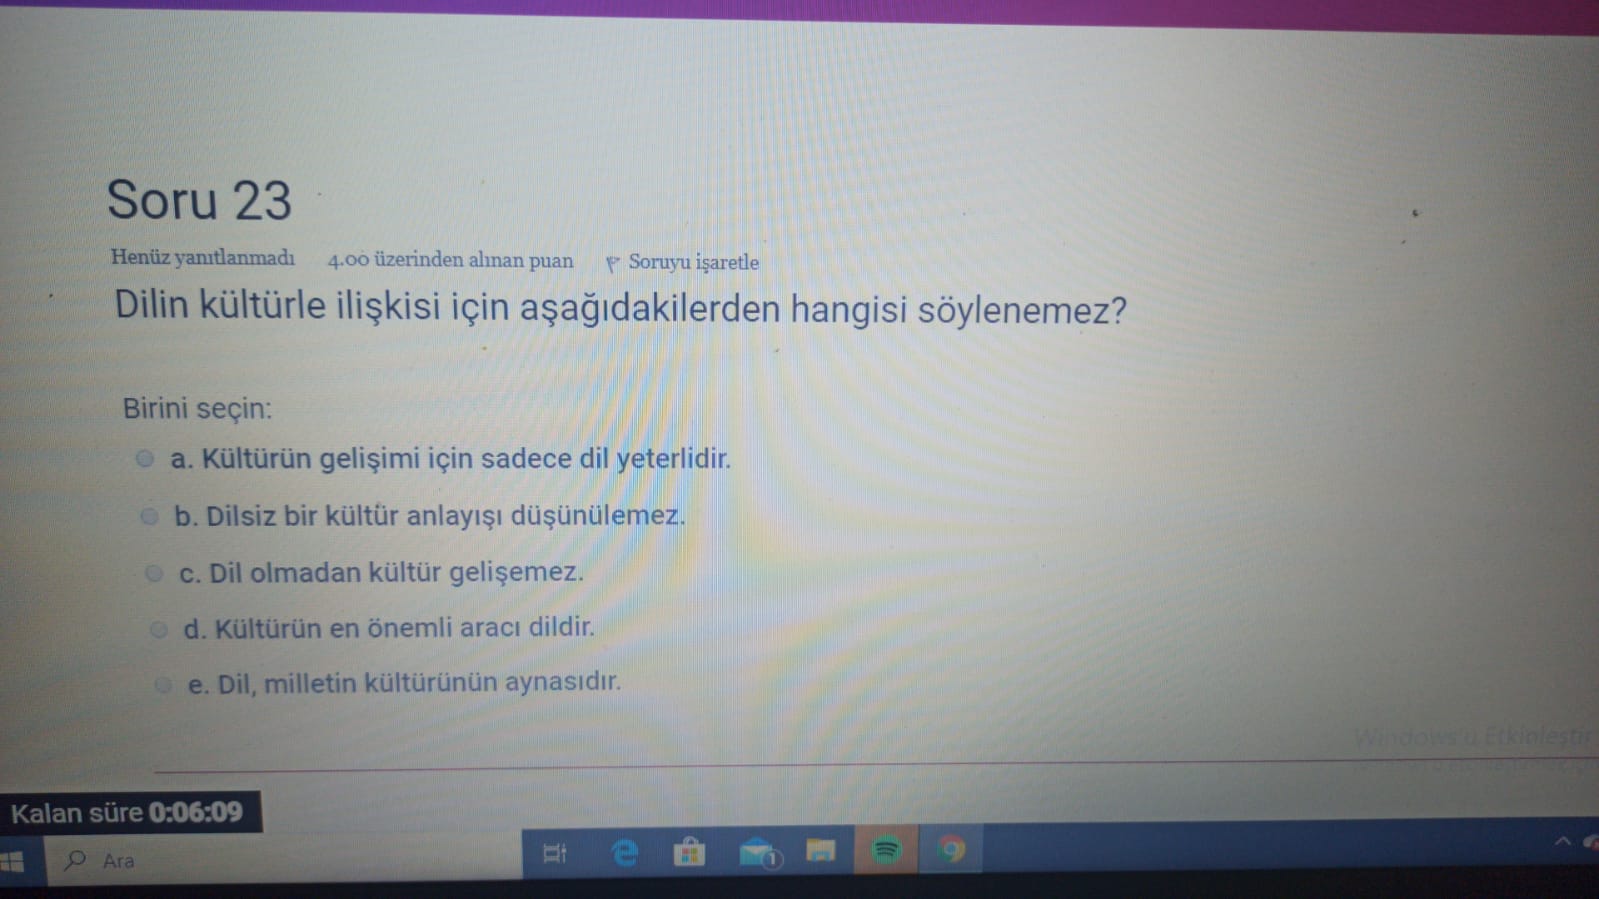 Soru 23
Henüz yanıtlanmadı 4.00 üzerinden alınan puan Soruyu işaretle
Dilin kültürle ilişkisi için aşağıdakilerden hangisi söylenemez?
Birini seçin:
a. Kültürün gelişimi için sadece dil yeterlidir.
b. Dilsiz bir kültür anlayışı düşünülemez.
c. Dil olmadan kültür gelişemez.
d. Kültürün en önemli aracı dildir.
e. Dil, milletin kültürünün aynasıdır.
Windows'u Etkinleştir
Kalan süre 0:06:09
Ara
1